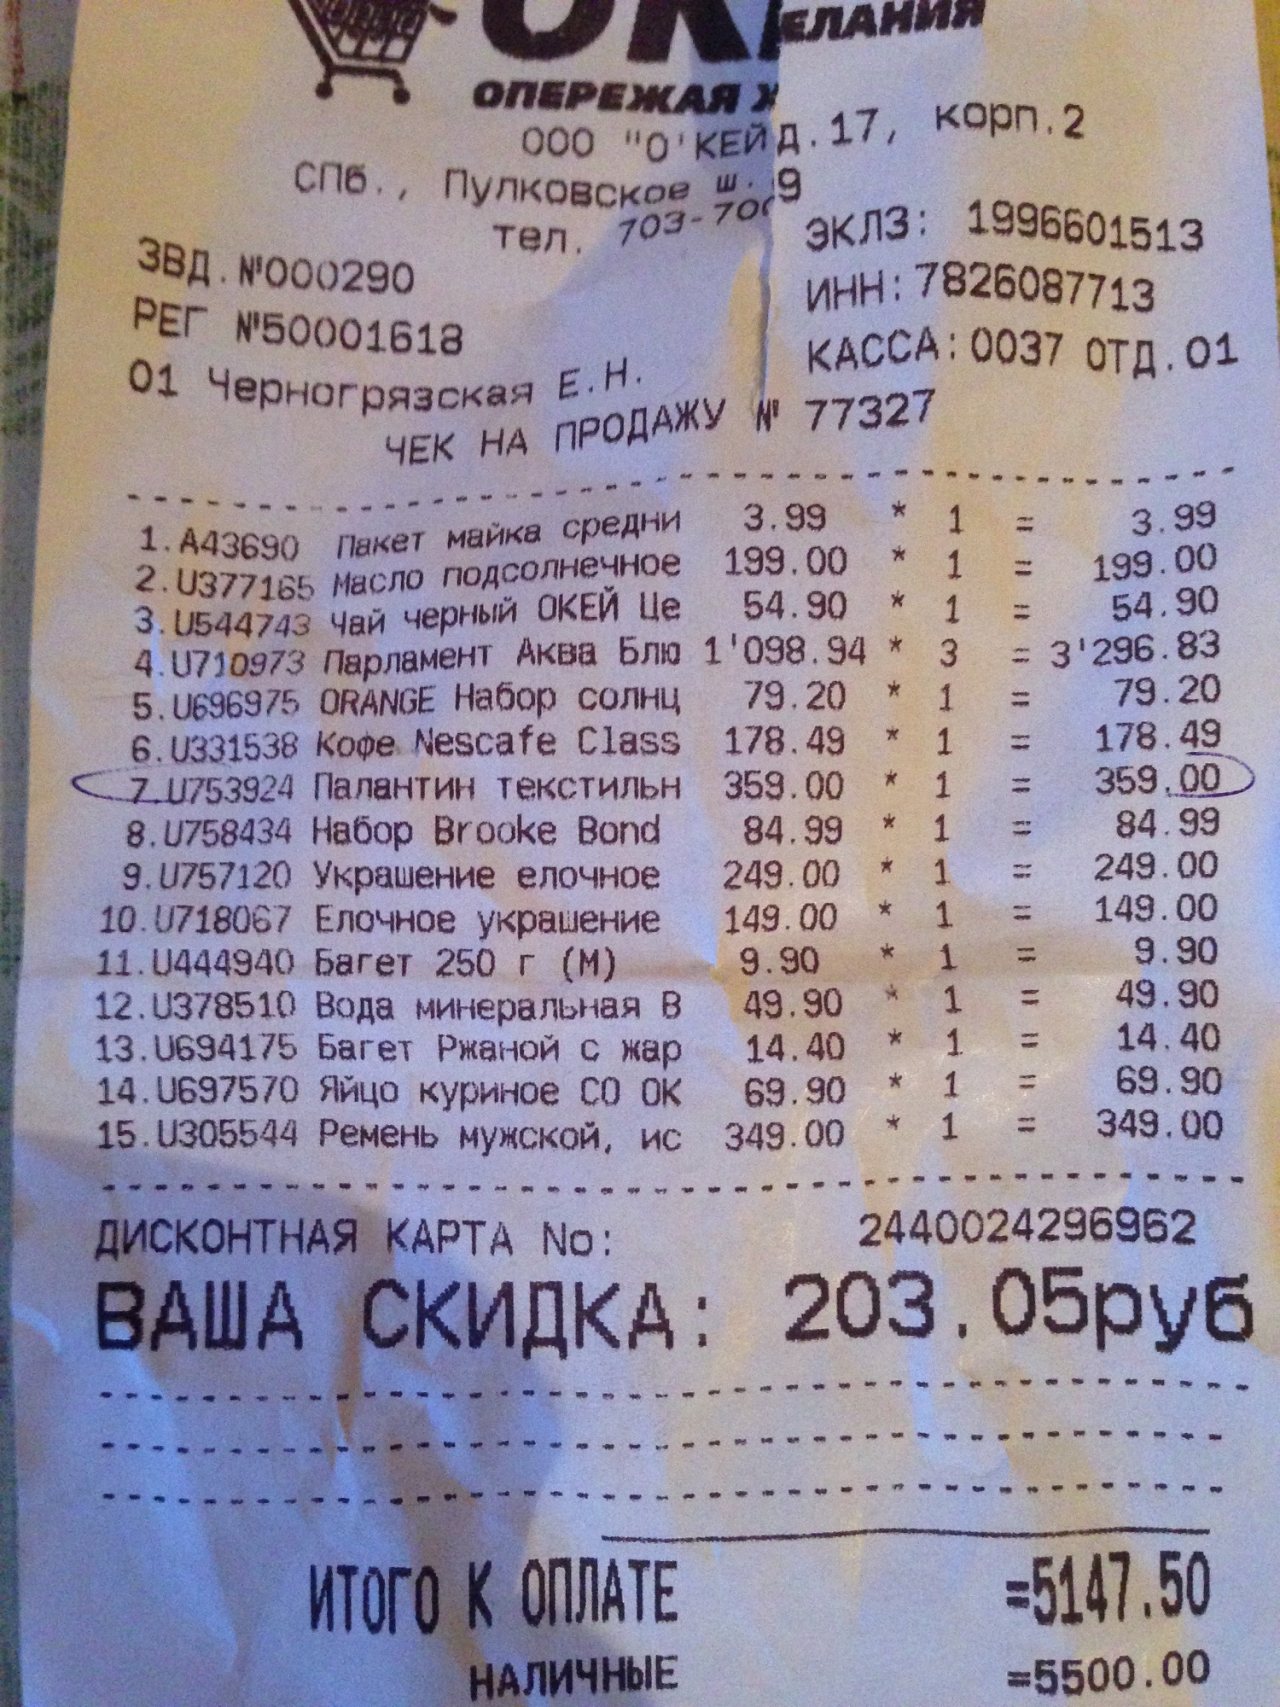 ОК
ЕЛАНИЯ
ОПЕРЕЖАЯ Ж
ООО "О'КЕЙ Д.17, корп.2
СПб., Пулковское ш. 9
тел. 703-70
ЗВД.№000290 ЭКЛЗ: 1996601513
РЕГ №50001618 ИНН:7826087713
01 Черногрязская Е.Н. КАССА:0037 ОТД.01
ЧЕК НА ПРОДАЖУ № 77327
1.A43690 Пакет майка средни 3.99 * 1 = 3.99
2.U377165 Масло подсолнечное 199.00 * 1 = 199.00
3.U544743 Чай черный ОКЕЙ Це 54.90 * 1 = 54.90
4.U710973 Парламент Аква Блю 1'098.94 * 3 = 3'296.83
5.U696975 ORANGE Набор солнц 79.20 * 1 = 79.20
6.U331538 Кофе Nescafe Class 178.49 * 1 = 178.49
7.U753924 Палантин текстильн 359.00 * 1 = 359.00
8.U758434 Набор Brooke Bond 84.99 * 1 = 84.99
9.U757120 Украшение елочное 249.00 * 1 = 249.00
10.U718067 Елочное украшение 149.00 * 1 = 149.00
11.U444940 Багет 250 г (М) 9.90 * 1 = 9.90
12.U378510 Вода минеральная В 49.90 * 1 = 49.90
13.U694175 Багет Ржаной с жар 14.40 * 1 = 14.40
14.U697570 Яйцо куриное СО ОК 69.90 * 1 = 69.90
15.U305544 Ремень мужской, ис 349.00 * 1 = 349.00
ДИСКОНТНАЯ КАРТА No: 2440024296962
ВАША СКИДКА: 203.05руб
ИТОГО К ОПЛАТЕ =5147.50
НАЛИЧНЫЕ =5500.00